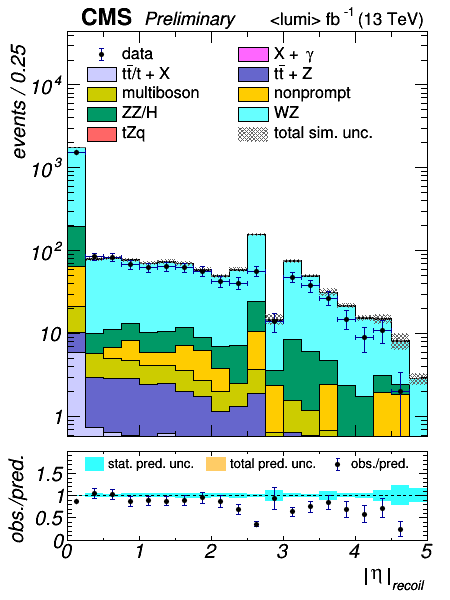 CMS Preliminary <lumi> fb⁻¹ (13 TeV)
events / 0.25
data
X + γ
tt̄/t + X
tt̄ + Z
multiboson
nonprompt
ZZ/H
WZ
tZq
total sim. unc.
10⁴
10³
10²
10
1
stat. pred. unc.
total pred. unc.
obs./pred.
obs./pred.
1.5
1
0.5
0
0 1 2 3 4 5
|η|recoil